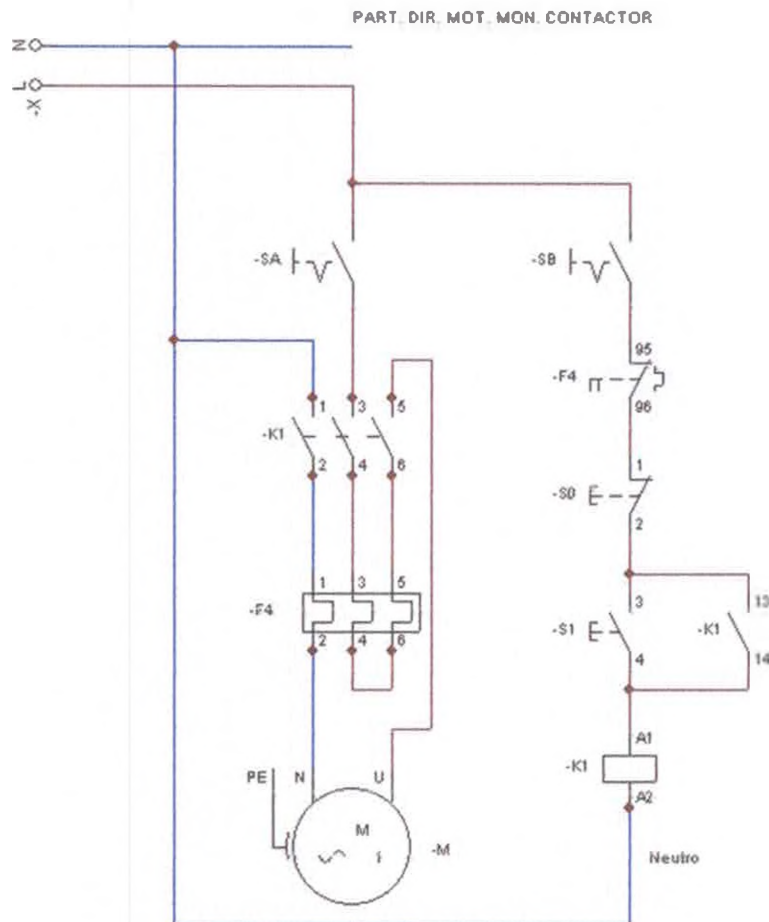 PART. DIR. MOT. MON. CONTACTOR
N
L
-X
-SA
-SB
95
-F4
96
1 3 5
-K1
2 4 6
1
-S0
2
1 3 5
-F4
2 4 6
3
13
-S1
-K1
4
14
A1
-K1
A2
PE N U
M
-M
Neutro